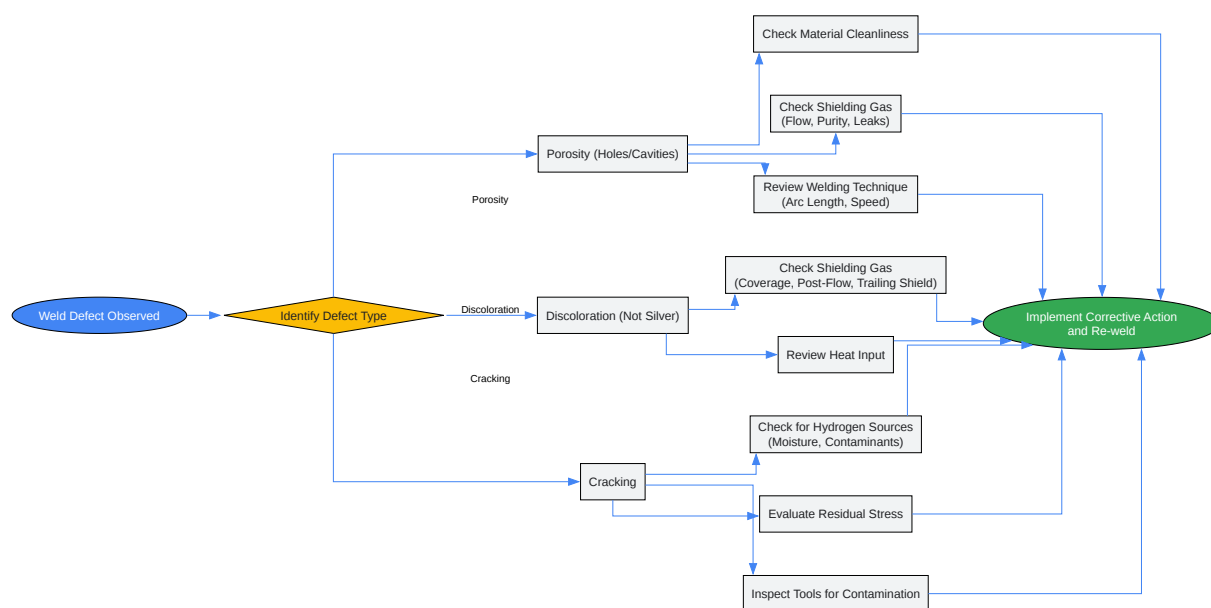 Check Material Cleanliness
Check Shielding Gas
(Flow, Purity, Leaks)
Porosity (Holes/Cavities)
Review Welding Technique
(Arc Length, Speed)
Porosity
Check Shielding Gas
(Coverage, Post-Flow, Trailing Shield)
Weld Defect Observed
Identify Defect Type
Discoloration
Discoloration (Not Silver)
Implement Corrective Action
and Re-weld
Review Heat Input
Cracking
Check for Hydrogen Sources
(Moisture, Contaminants)
Cracking
Evaluate Residual Stress
Inspect Tools for Contamination